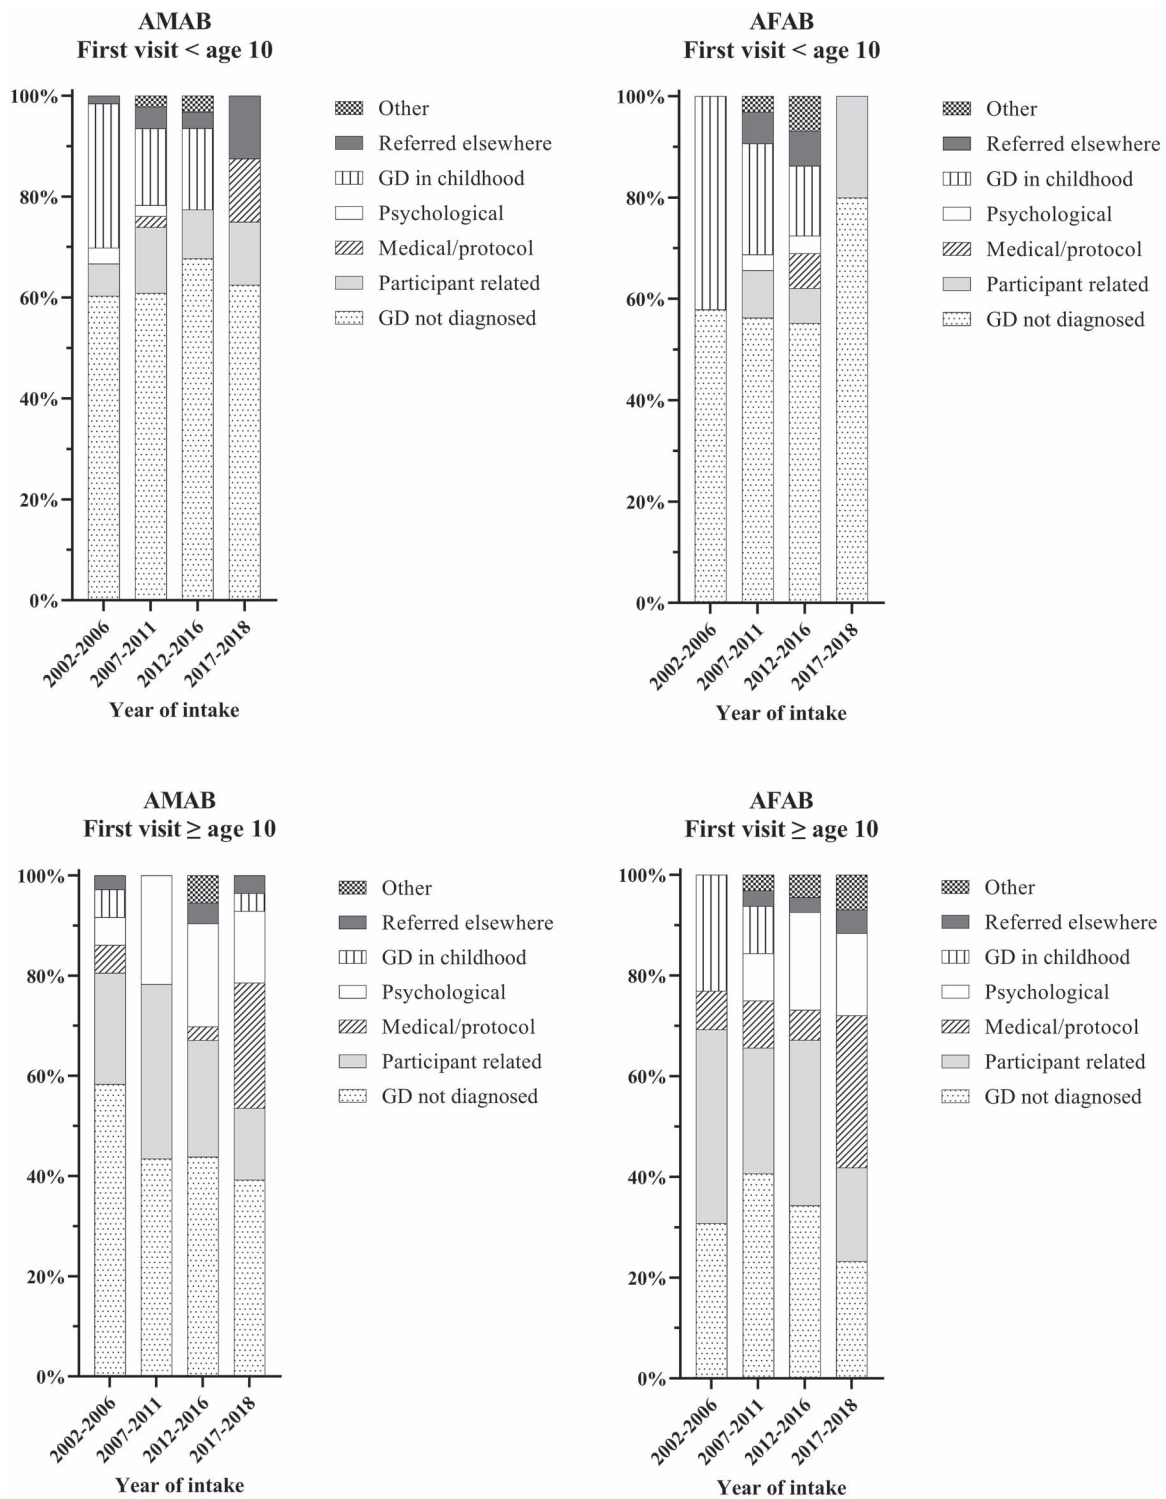 AMAB
First visit < age 10
100%
80%
60%
40%
20%
0%
2002-2006
2007-2011
2012-2016
2017-2018
Year of intake
Other
Referred elsewhere
GD in childhood
Psychological
Medical/protocol
Participant related
GD not diagnosed
AFAB
First visit < age 10
100%
80%
60%
40%
20%
0%
2002-2006
2007-2011
2012-2016
2017-2018
Year of intake
Other
Referred elsewhere
GD in childhood
Psychological
Medical/protocol
Participant related
GD not diagnosed
AMAB
First visit ≥ age 10
100%
80%
60%
40%
20%
0%
2002-2006
2007-2011
2012-2016
2017-2018
Year of intake
Other
Referred elsewhere
GD in childhood
Psychological
Medical/protocol
Participant related
GD not diagnosed
AFAB
First visit ≥ age 10
100%
80%
60%
40%
20%
0%
2002-2006
2007-2011
2012-2016
2017-2018
Year of intake
Other
Referred elsewhere
GD in childhood
Psychological
Medical/protocol
Participant related
GD not diagnosed